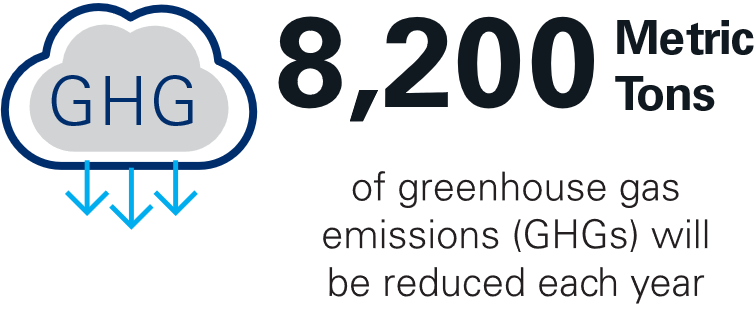 GHG
8,200 Metric
Tons
of greenhouse gas
emissions (GHGs) will
be reduced each year